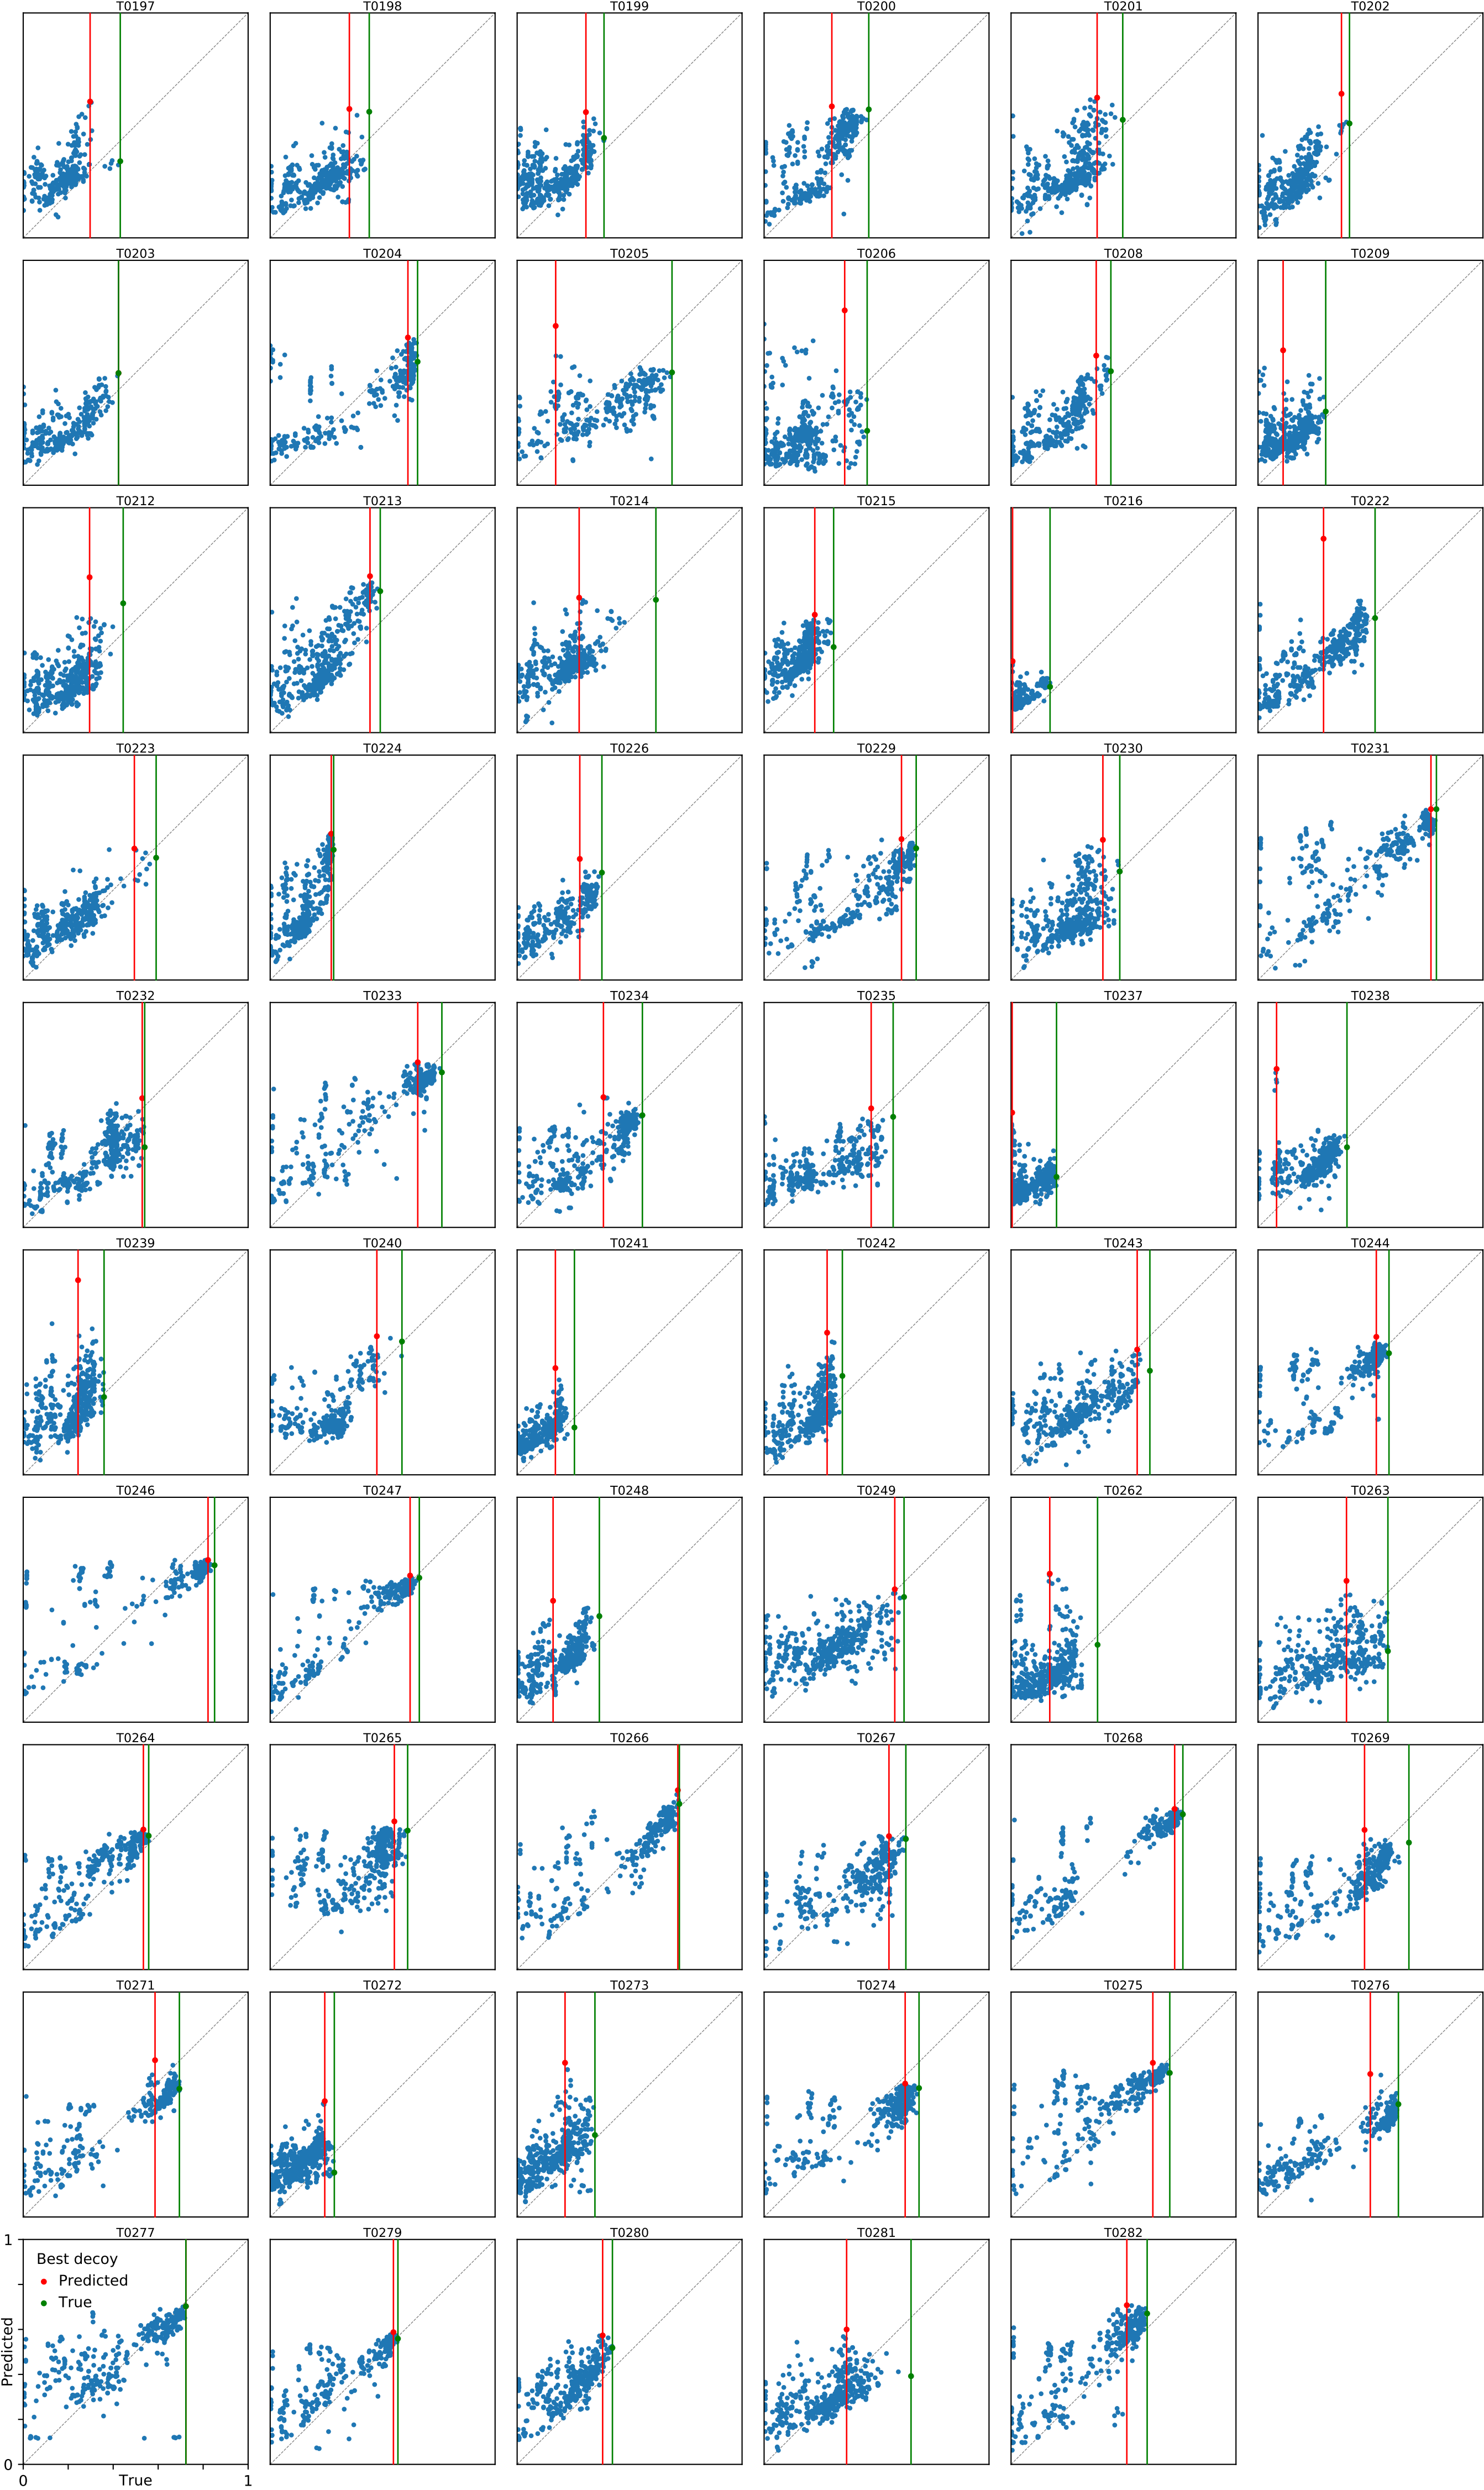 T0197 T0198 T0199 T0200 T0201 T0202
T0203 T0204 T0205 T0206 T0208 T0209
T0212 T0213 T0214 T0215 T0216 T0222
T0223 T0224 T0226 T0229 T0230 T0231
T0232 T0233 T0234 T0235 T0237 T0238
T0239 T0240 T0241 T0242 T0243 T0244
T0246 T0247 T0248 T0249 T0262 T0263
T0264 T0265 T0266 T0267 T0268 T0269
T0271 T0272 T0273 T0274 T0275 T0276
T0277 T0279 T0280 T0281 T0282
1
Best decoy
Predicted
True
Predicted
0
0 True 1